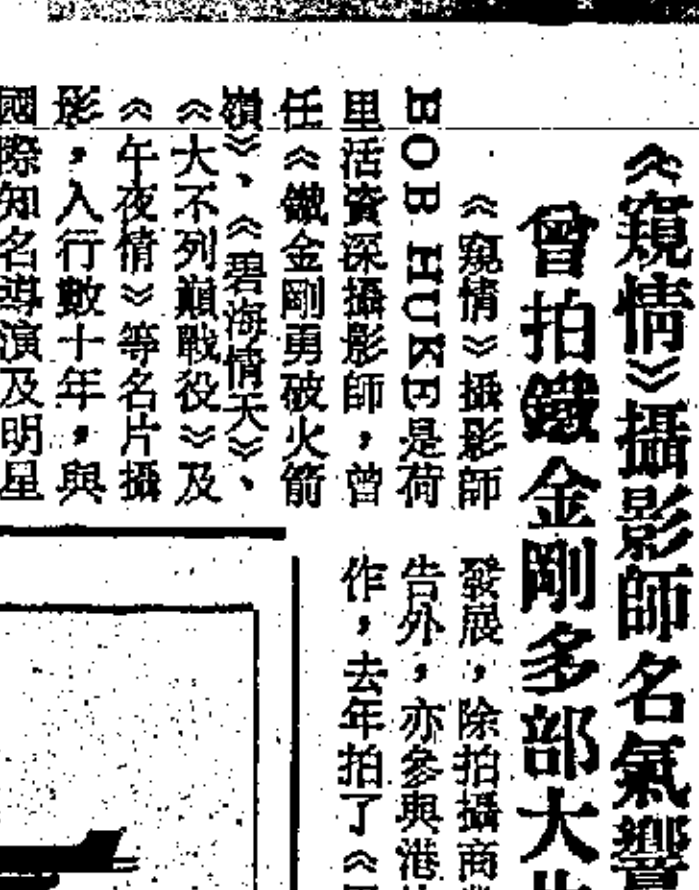 《窺情》攝影師名氣響
曾拍鐵金剛多部大
《窺情》攝影師
BOB HUKE是荷
里活資深攝影師，曾
任《鐵金剛勇破火箭
嶺》、《碧海情天》、
《大不列顛戰役》及
《午夜情》等名片攝
影，入行數十年，與
國際知名導演及明星
發展，除拍攝商
告外，亦參與港
作，去年拍了《